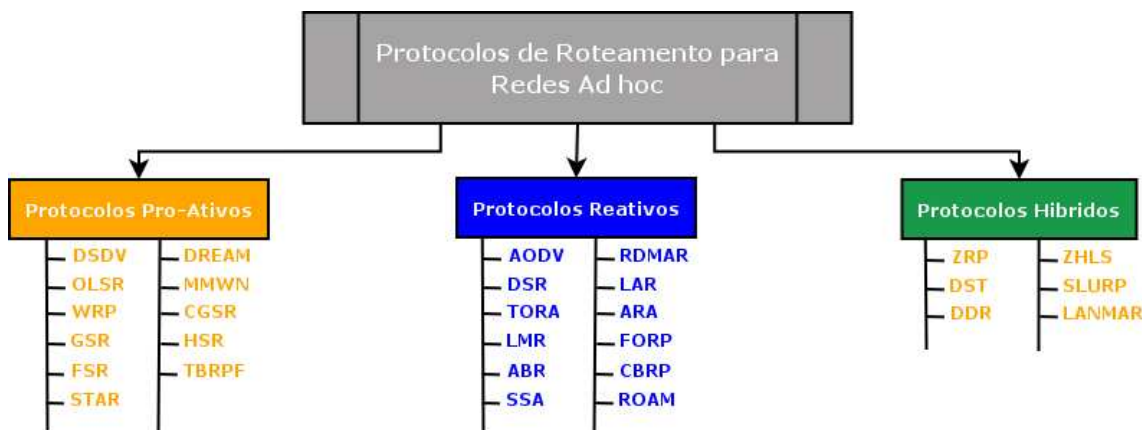 Protocolos de Roteamento para
Redes Ad hoc
Protocolos Pro-Ativos
DSDV
OLSR
WRP
GSR
FSR
STAR
DREAM
MMWN
CGSR
HSR
TBRPF
Protocolos Reativos
AODV
DSR
TORA
LMR
ABR
SSA
RDMAR
LAR
ARA
FORP
CBRP
ROAM
Protocolos Hibridos
ZRP
DST
DDR
ZHLS
SLURP
LANMAR